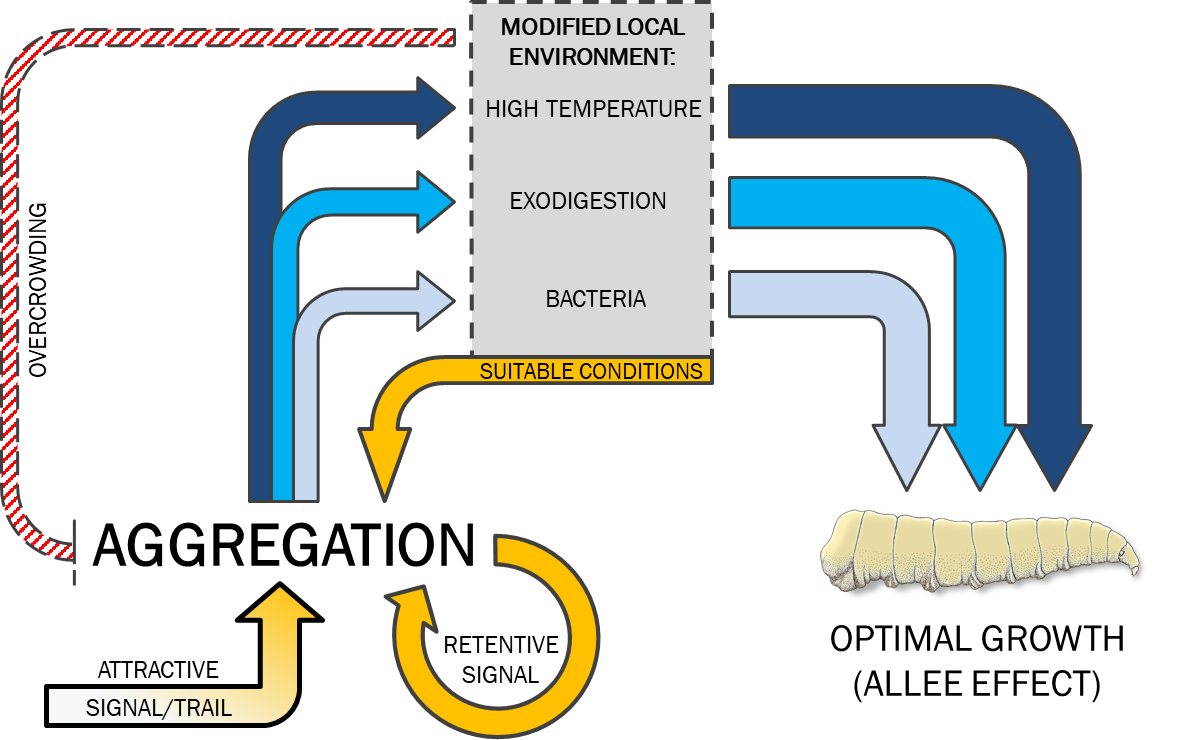 MODIFIED LOCAL
ENVIRONMENT:
HIGH TEMPERATURE
EXODIGESTION
BACTERIA
SUITABLE CONDITIONS
OVERCROWDING
AGGREGATION
ATTRACTIVE
SIGNAL/TRAIL
RETENTIVE
SIGNAL
OPTIMAL GROWTH
(ALLEE EFFECT)